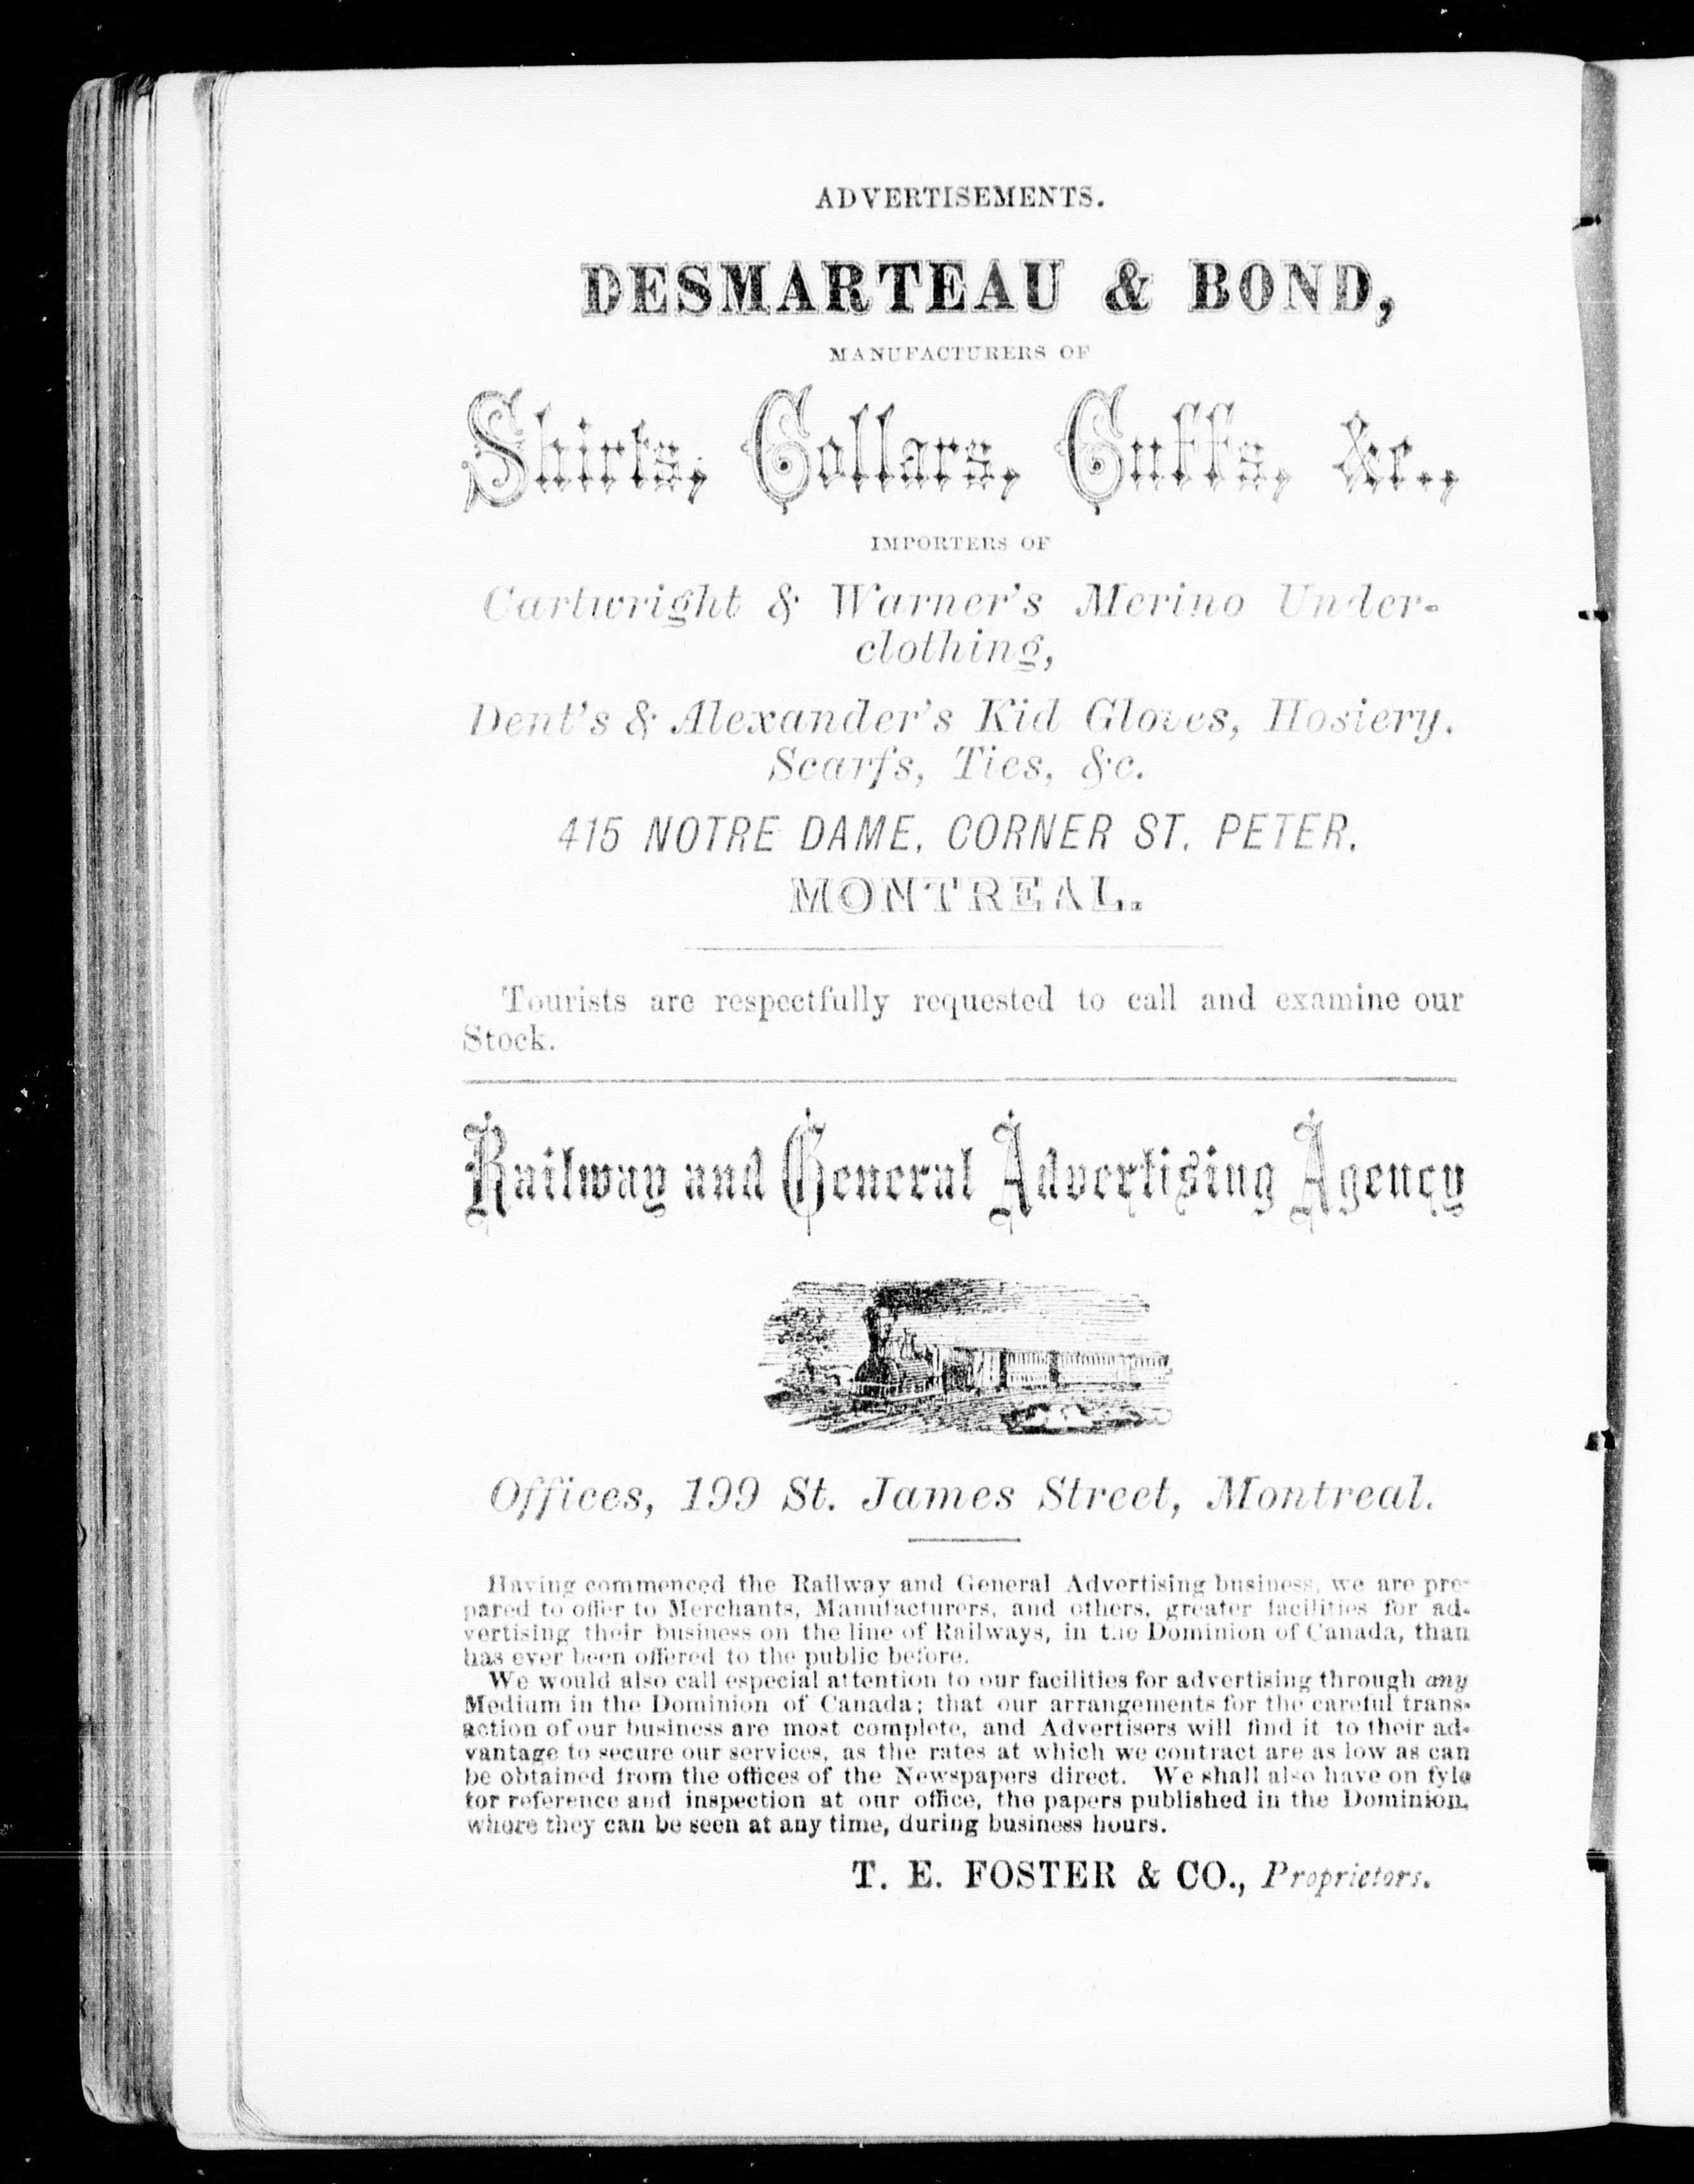 ADVERTISEMENTS.
DESMARTEAU & BOND,
MANUFACTURERS OF
Shirts, Collars, Cuffs, &c.,
IMPORTERS OF
Cartwright & Warner's Merino Under-
clothing,
Dent's & Alexander's Kid Gloves, Hosiery,
Scarfs, Ties, &c.
415 NOTRE DAME, CORNER ST. PETER,
MONTREAL.
Tourists are respectfully requested to call and examine our
Stock.
Railway and General Advertising Agency
Offices, 199 St. James Street, Montreal.
Having commenced the Railway and General Advertising business, we are pre-
pared to offer to Merchants, Manufacturers, and others, greater facilities for ad-
vertising their business on the line of Railways, in the Dominion of Canada, than
has ever been offered to the public before.
We would also call especial attention to our facilities for advertising through any
Medium in the Dominion of Canada; that our arrangements for the careful trans-
action of our business are most complete, and Advertisers will find it to their ad-
vantage to secure our services, as the rates at which we contract are as low as can
be obtained from the offices of the Newspapers direct. We shall also have on fyle
for reference and inspection at our office, the papers published in the Dominion,
where they can be seen at any time, during business hours.
T. E. FOSTER & CO., Proprietors.